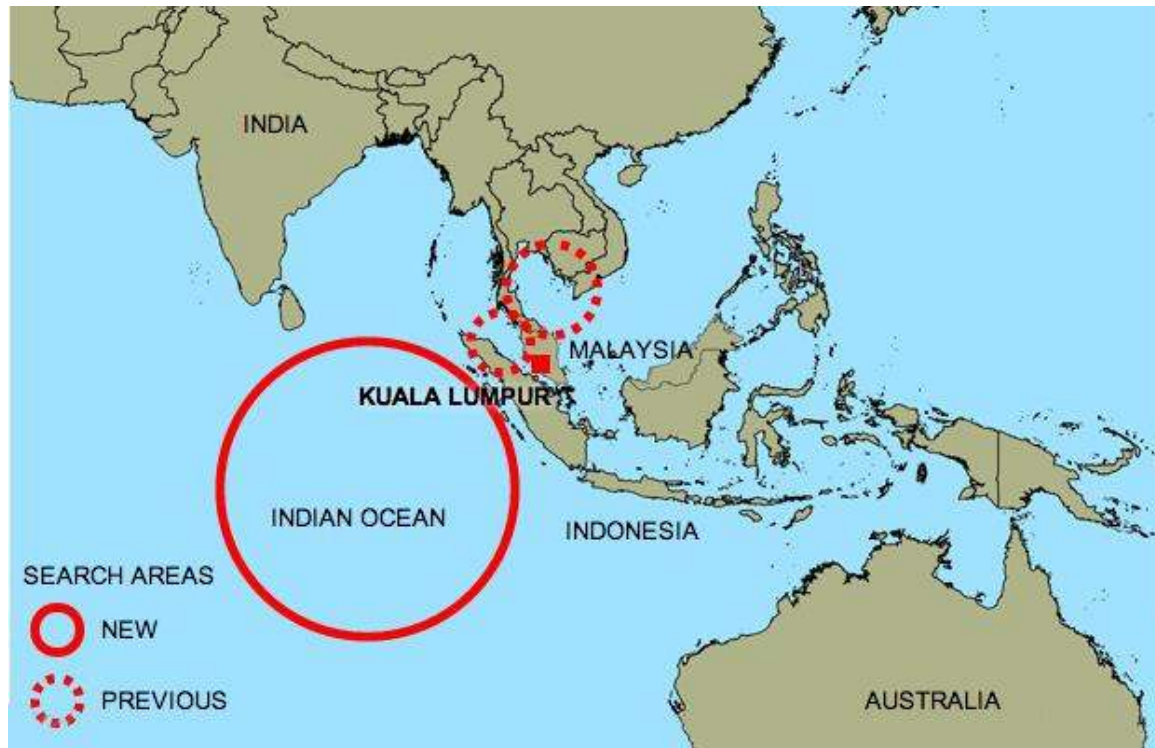 INDIA
MALAYSIA
KUALA LUMPUR
INDIAN OCEAN
INDONESIA
SEARCH AREAS
NEW
PREVIOUS
AUSTRALIA